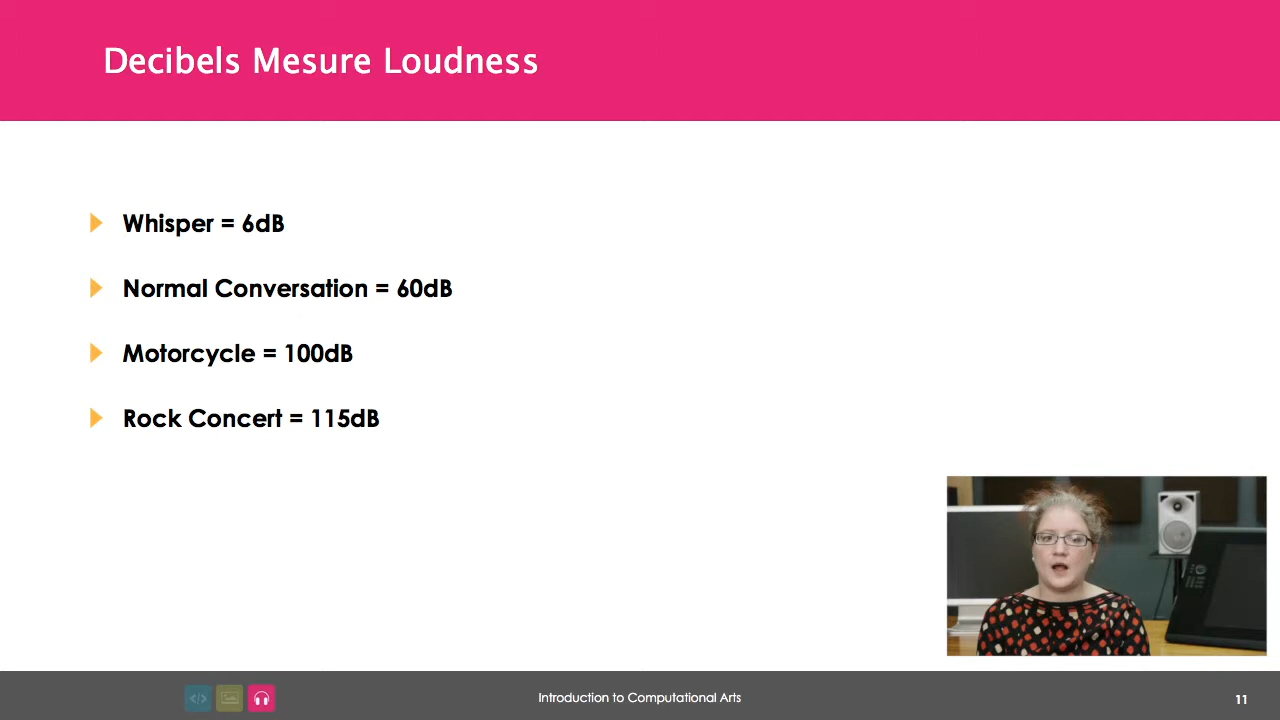 Decibels Mesure Loudness
Whisper = 6dB
Normal Conversation = 60dB
Motorcycle = 100dB
Rock Concert = 115dB
</>
Introduction to Computational Arts
11